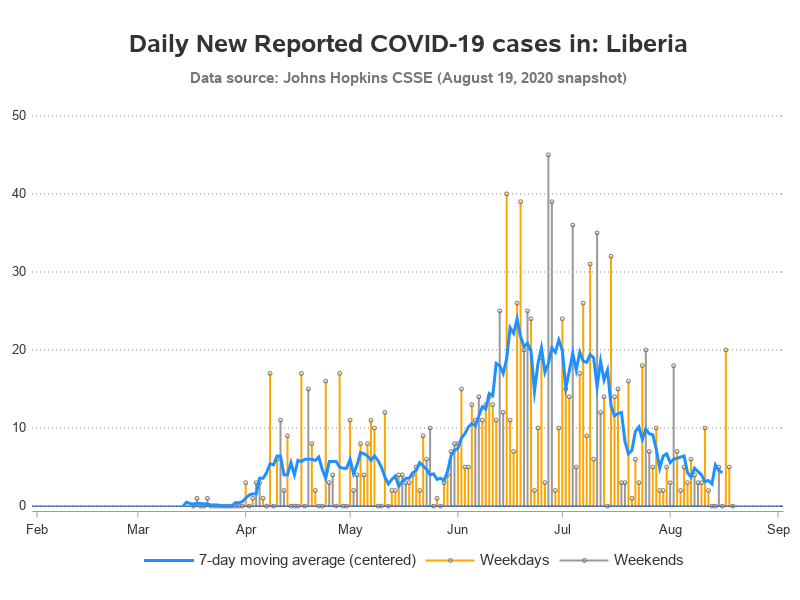 Daily New Reported COVID-19 cases in: Liberia
Data source: Johns Hopkins CSSE (August 19, 2020 snapshot)
50
40
30
20
10
0
Feb Mar Apr May Jun Jul Aug Sep
7-day moving average (centered) Weekdays Weekends